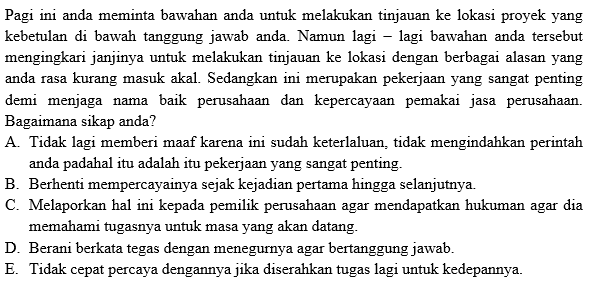 Pagi ini anda meminta bawahan anda untuk melakukan tinjauan ke lokasi proyek yang
kebetulan di bawah tanggung jawab anda. Namun lagi – lagi bawahan anda tersebut
mengingkari janjinya untuk melakukan tinjauan ke lokasi dengan berbagai alasan yang
anda rasa kurang masuk akal. Sedangkan ini merupakan pekerjaan yang sangat penting
demi menjaga nama baik perusahaan dan kepercayaan pemakai jasa perusahaan.
Bagaimana sikap anda?
A. Tidak lagi memberi maaf karena ini sudah keterlaluan, tidak mengindahkan perintah
anda padahal itu adalah itu pekerjaan yang sangat penting.
B. Berhenti mempercayainya sejak kejadian pertama hingga selanjutnya.
C. Melaporkan hal ini kepada pemilik perusahaan agar mendapatkan hukuman agar dia
memahami tugasnya untuk masa yang akan datang.
D. Berani berkata tegas dengan menegurnya agar bertanggung jawab.
E. Tidak cepat percaya dengannya jika diserahkan tugas lagi untuk kedepannya.